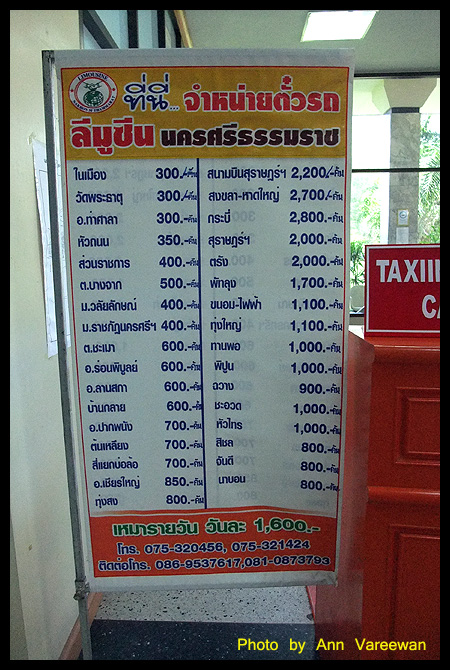 LIMOUSINE
ที่นี่... จำหน่ายตั๋วรถ
ลีมูซีน นครศรีธรรมราช
ในเมือง 300.-/คัน
วัดพระธาตุ 300.-/คัน
อ.ท่าศาลา 300.-คัน
หัวถนน 350.-คัน
ส่วนราชการ 400.-คัน
ต.บางจาก 500.-คัน
ม.วลัยลักษณ์ 400.-คัน
ม.ราชภัฏนครศรีฯ 400.-คัน
ต.ชะเมา 600.-คัน
อ.ร่อนพิบูลย์ 600.-คัน
อ.ลานสกา 600.-คัน
บ้านกลาย 600.-คัน
อ.ปากพนัง 700.-คัน
ต้นเหลียง 700.-คัน
สี่แยกบ่อล้อ 700.-คัน
อ.เชียรใหญ่ 850.-คัน
ทุ่งสง 800.-คัน
สนามบินสุราษฎร์ฯ 2,200/-คัน
สงขลา-หาดใหญ่ 2,700/-คัน
กระบี่ 2,800.-คัน
สุราษฎร์ฯ 2,000.-คัน
ตรัง 2,000.-คัน
พัทลุง 1,700.-คัน
ขนอม-ไฟฟ้า 1,100.-คัน
ทุ่งใหญ่ 1,100.-คัน
ทานพอ 1,000.-คัน
พิปูน 1,000.-คัน
ฉวาง 900.-คัน
ชะอวด 1,000.-คัน
หัวไทร 1,000.-คัน
สิชล 800.-คัน
จันดี 800.-คัน
นาบอน 800.-คัน
เหมารายวัน วันละ 1,600.-
โทร. 075-320456, 075-321424
ติดต่อโทร. 086-9537617,081-0873793
TAXI
CA
Photo by Ann Vareewan